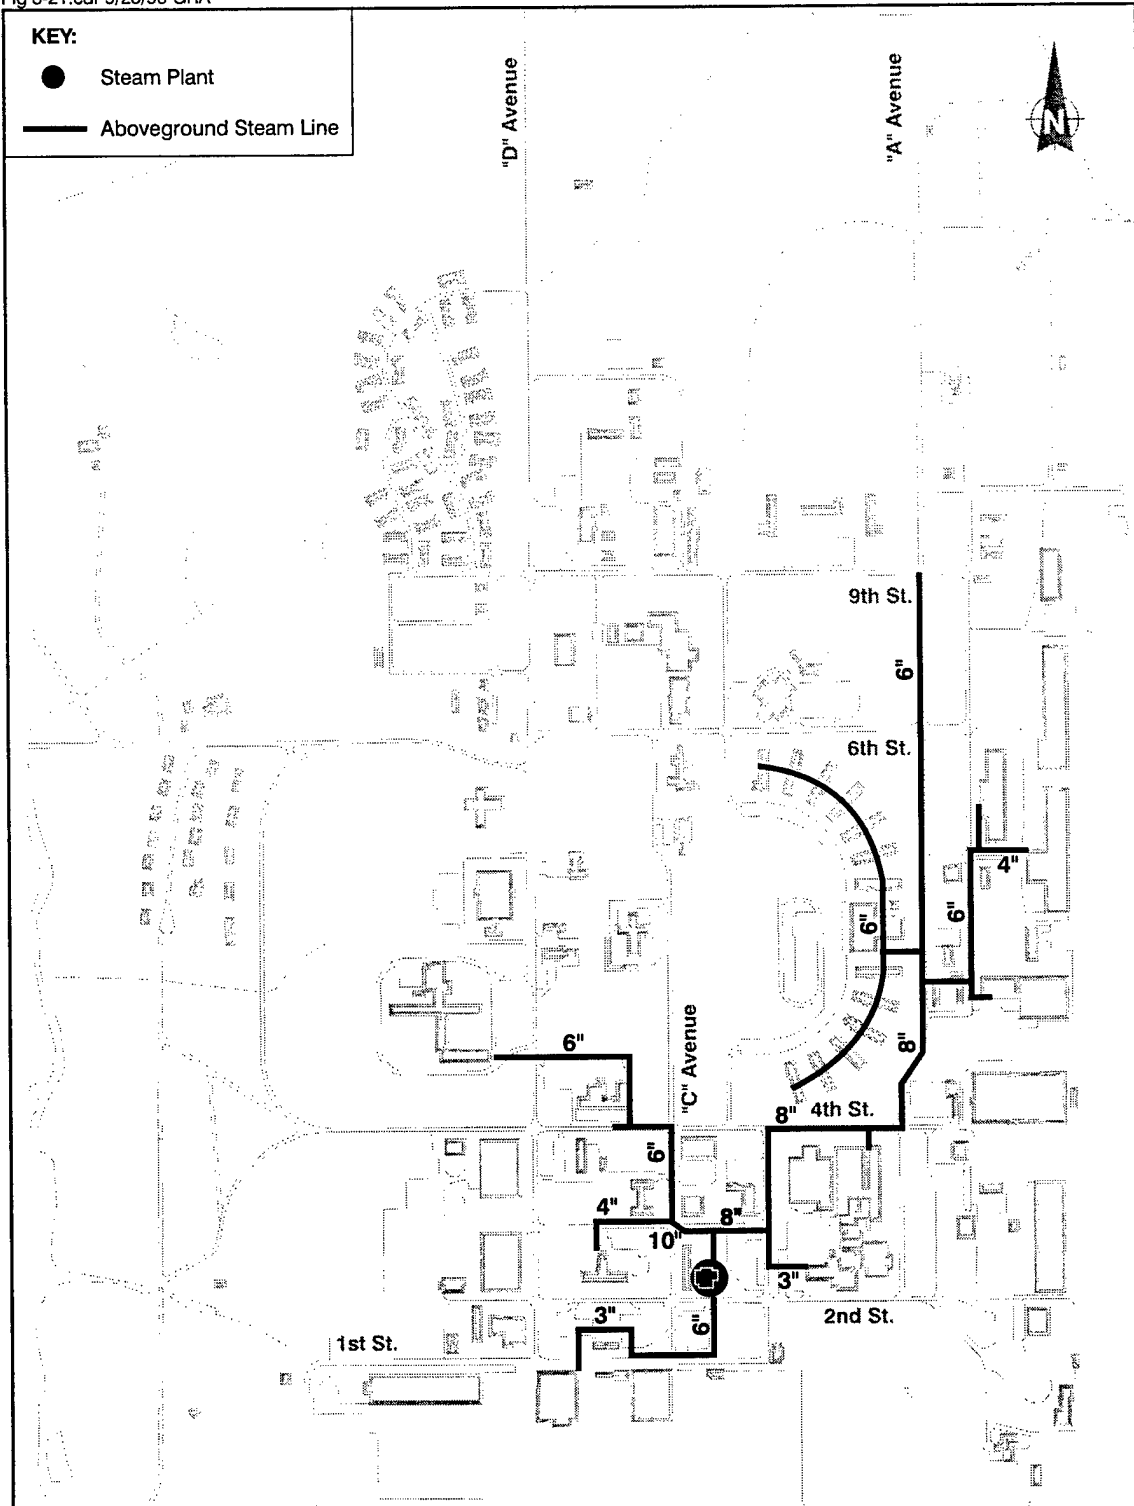 KEY:
Steam Plant
Aboveground Steam Line
"D" Avenue
"A" Avenue
N
9th St.
6"
6th St.
4"
6"
6"
8"
"C" Avenue
6"
8"
4th St.
6"
4"
8"
10"
3"
2nd St.
3"
6"
1st St.